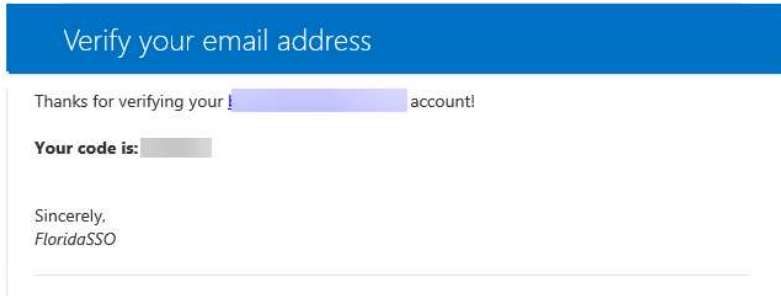 Verify your email address
Thanks for verifying your account!
Your code is:
Sincerely,
FloridaSSO